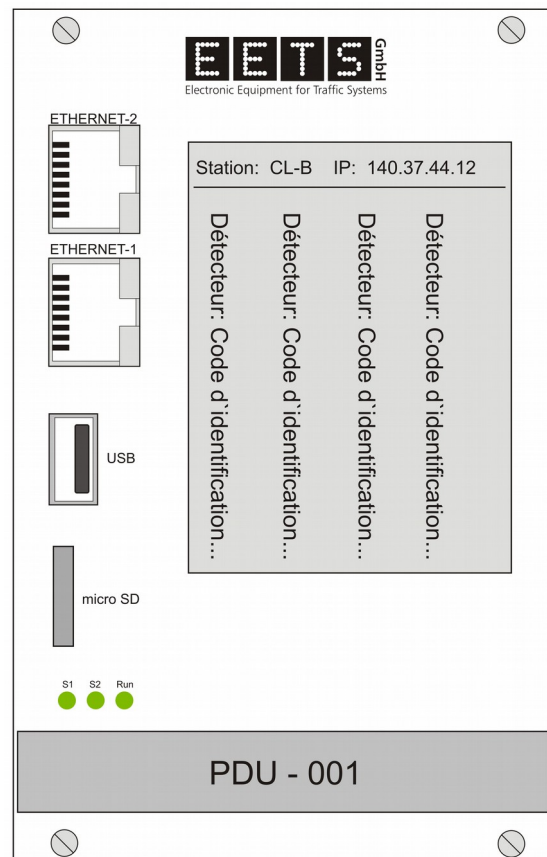 EETS
GmbH
Electronic Equipment for Traffic Systems
ETHERNET-2
Station: CL-B IP: 140.37.44.12
Détecteur: Code d`identification...
Détecteur: Code d`identification...
Détecteur: Code d`identification...
Détecteur: Code d`identification...
ETHERNET-1
USB
micro SD
S1 S2 Run
PDU - 001